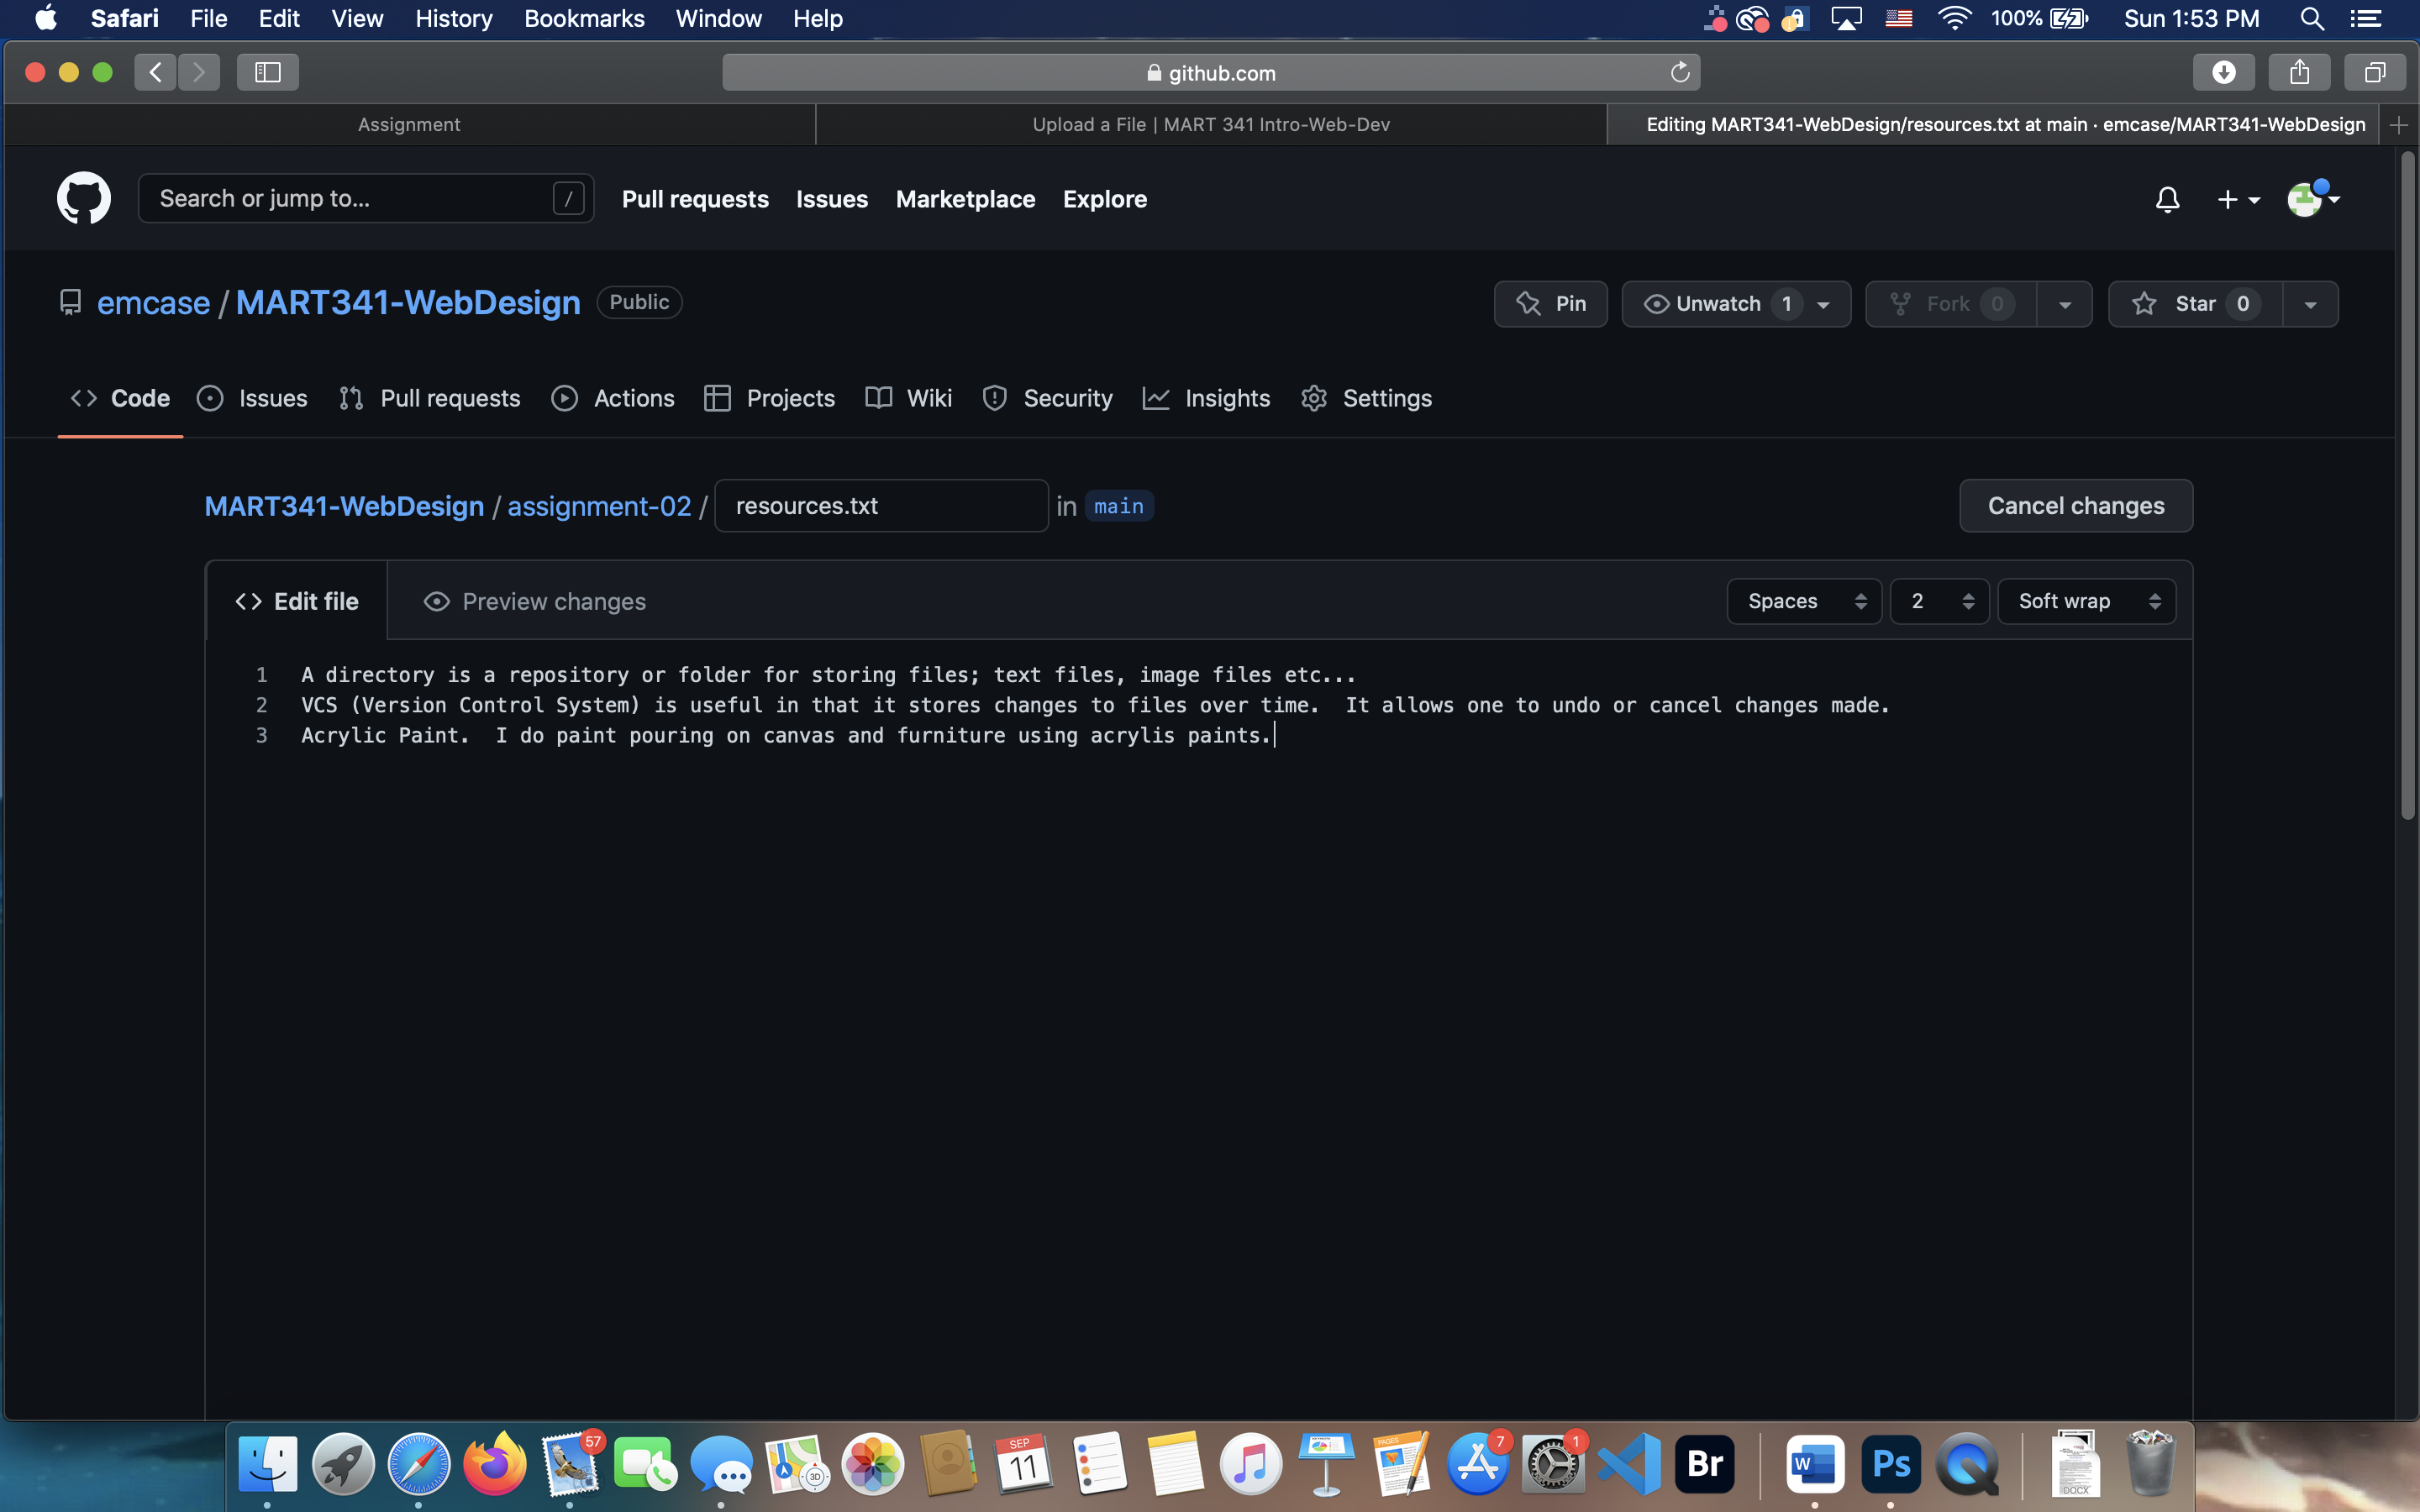 Safari File Edit View History Bookmarks Window Help 100% Sun 1:53 PM
github.com
Assignment Upload a File | MART 341 Intro-Web-Dev Editing MART341-WebDesign/resources.txt at main · emcase/MART341-WebDesign
Search or jump to... / Pull requests Issues Marketplace Explore
emcase / MART341-WebDesign Public Pin Unwatch 1 Fork 0 Star 0
Code Issues Pull requests Actions Projects Wiki Security Insights Settings
MART341-WebDesign / assignment-02 / resources.txt in main Cancel changes
<> Edit file Preview changes Spaces 2 Soft wrap
1 A directory is a repository or folder for storing files; text files, image files etc...
2 VCS (Version Control System) is useful in that it stores changes to files over time.  It allows one to undo or cancel changes made.
3 Acrylic Paint.  I do paint pouring on canvas and furniture using acrylis paints.
57 3D SEP 11 PAGES 7 1 Br W Ps DOCX